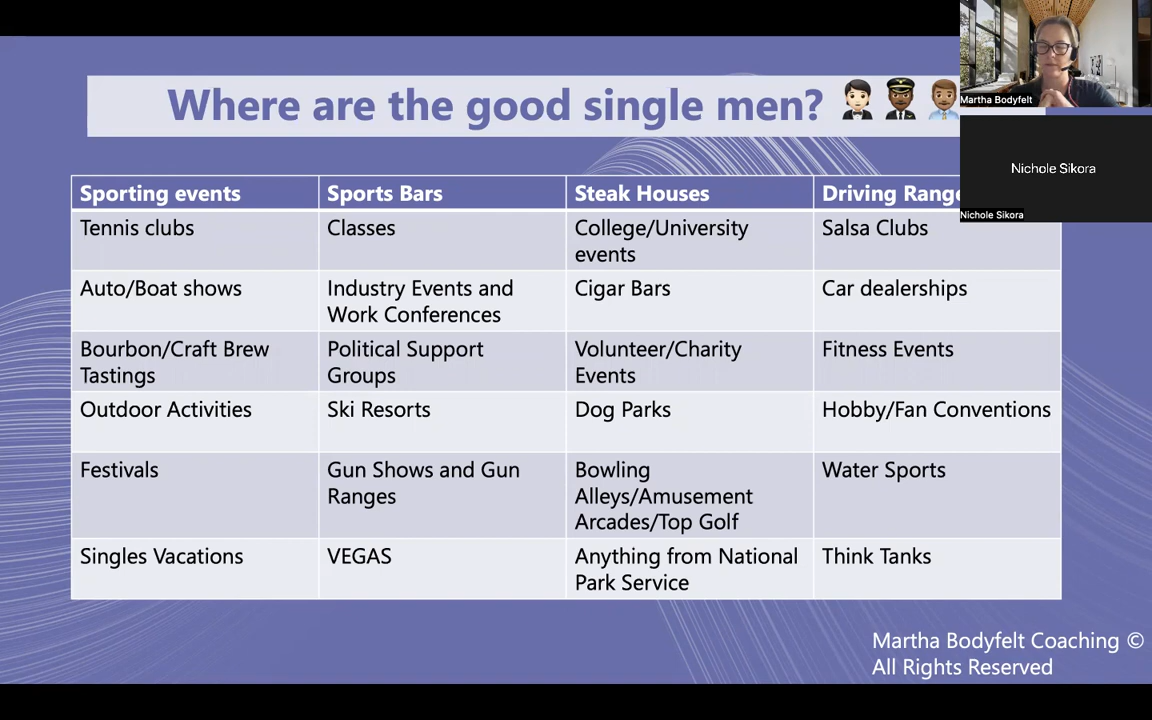 Where are the good single men?
Martha Bodyfelt
Nichole Sikora
Nichole Sikora
Sporting events
Sports Bars
Steak Houses
Tennis clubs
Classes
College/University
events
Salsa Clubs
Auto/Boat shows
Industry Events and
Work Conferences
Cigar Bars
Car dealerships
Bourbon/Craft Brew
Tastings
Political Support
Groups
Volunteer/Charity
Events
Fitness Events
Outdoor Activities
Ski Resorts
Dog Parks
Hobby/Fan Conventions
Festivals
Gun Shows and Gun
Ranges
Bowling
Alleys/Amusement
Arcades/Top Golf
Water Sports
Singles Vacations
VEGAS
Anything from National
Park Service
Think Tanks
Martha Bodyfelt Coaching ©
All Rights Reserved